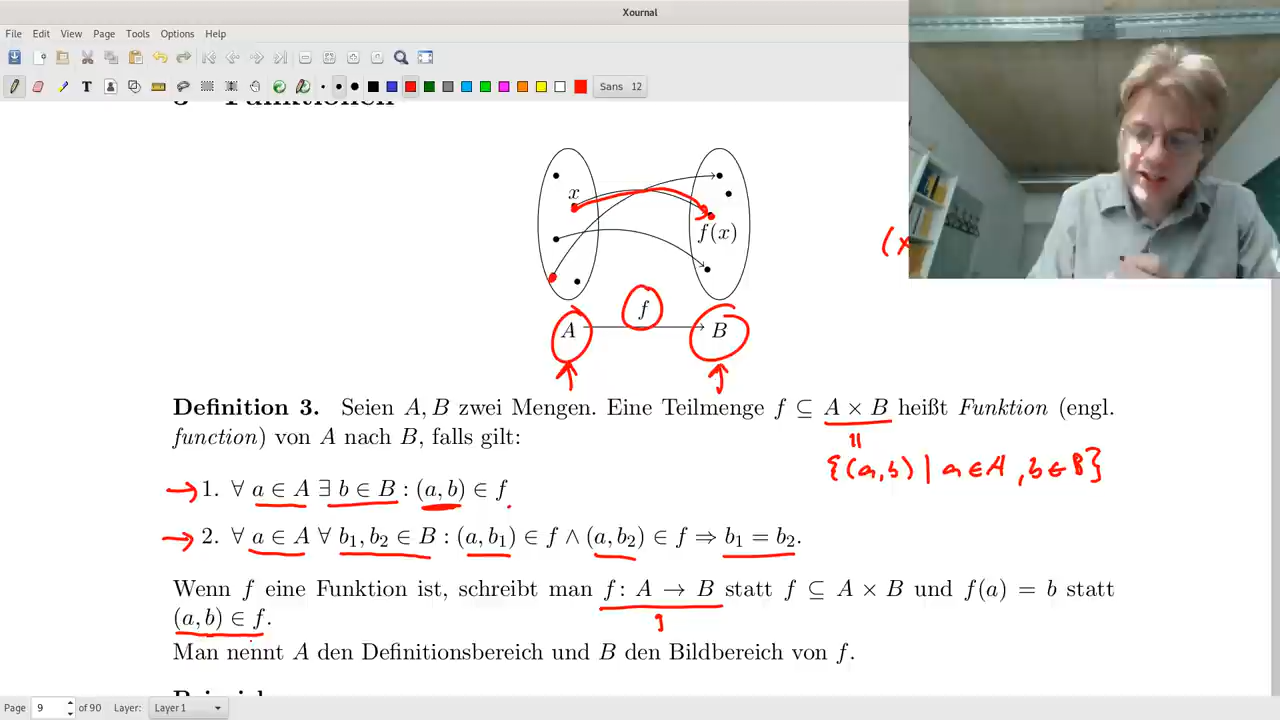 Xournal
File Edit View Page Tools Options Help
Sans 12
x
f(x)
(x
f
A
B
Definition 3. Seien A, B zwei Mengen. Eine Teilmenge f ⊆ A × B heißt Funktion (engl.
function) von A nach B, falls gilt:
{(a,b) | a ∈ A , b ∈ B}
1. ∀ a ∈ A ∃ b ∈ B : (a, b) ∈ f
2. ∀ a ∈ A ∀ b₁, b₂ ∈ B : (a, b₁) ∈ f ∧ (a, b₂) ∈ f ⇒ b₁ = b₂.
Wenn f eine Funktion ist, schreibt man f : A → B statt f ⊆ A × B und f(a) = b statt
(a, b) ∈ f.
Man nennt A den Definitionsbereich und B den Bildbereich von f.
Page 9 of 90 Layer: Layer 1